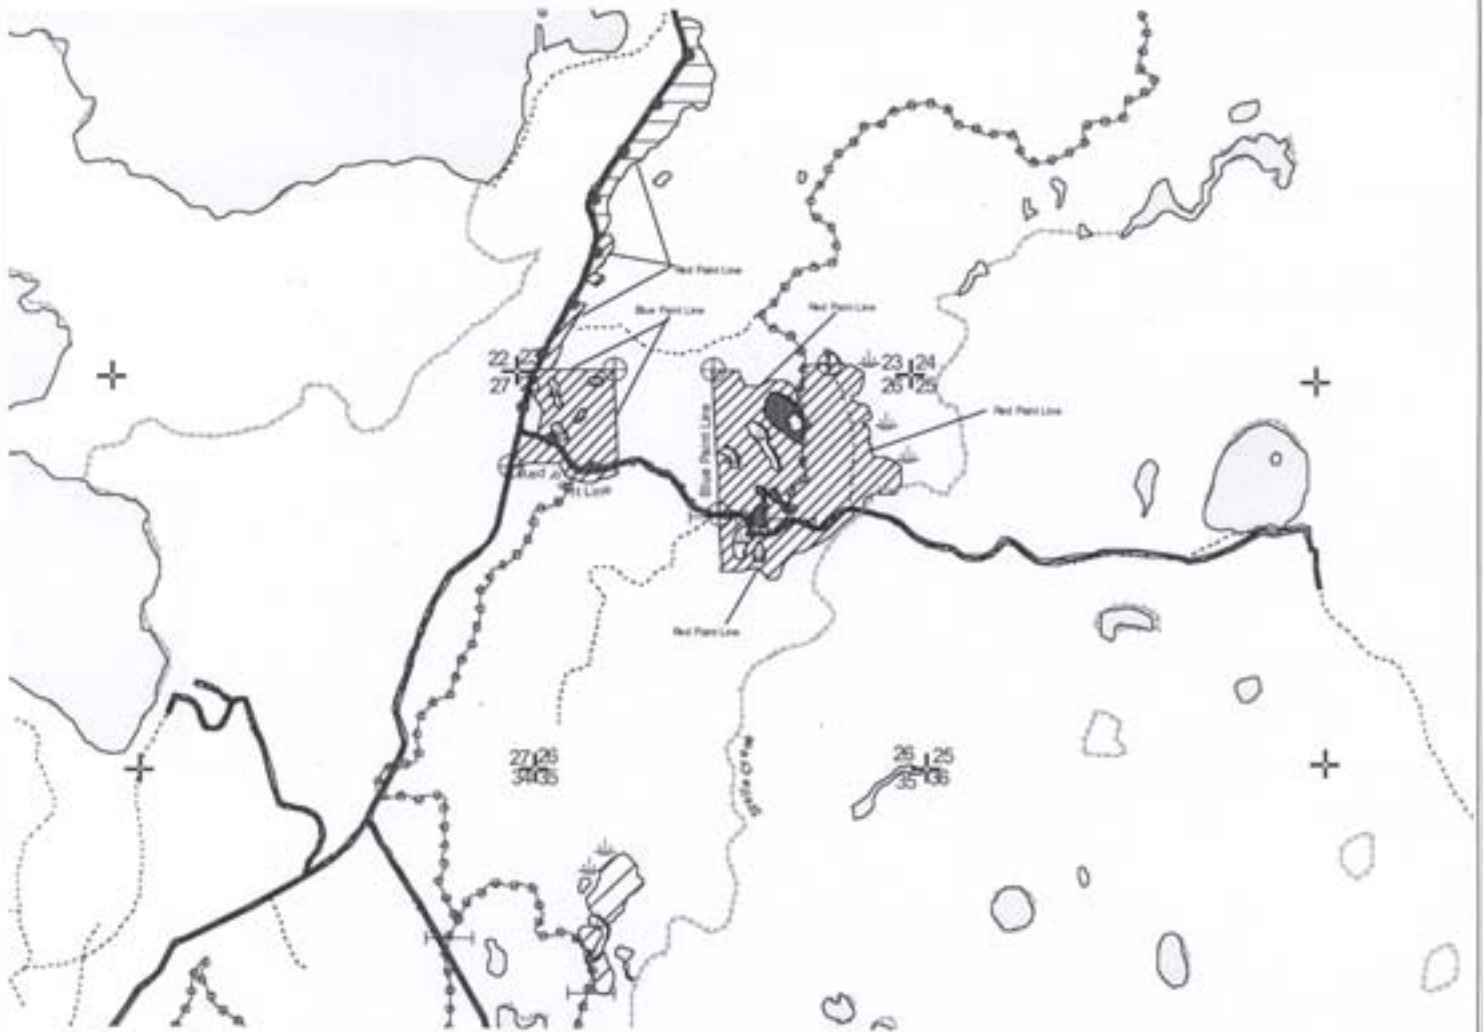 Red Paint Line
Blue Paint Line
Red Paint Line
22 23
27
23 24
26 25
Red Paint Line
Blue Paint Line
Red Paint Line
27 26
34 35
26 25
35 36